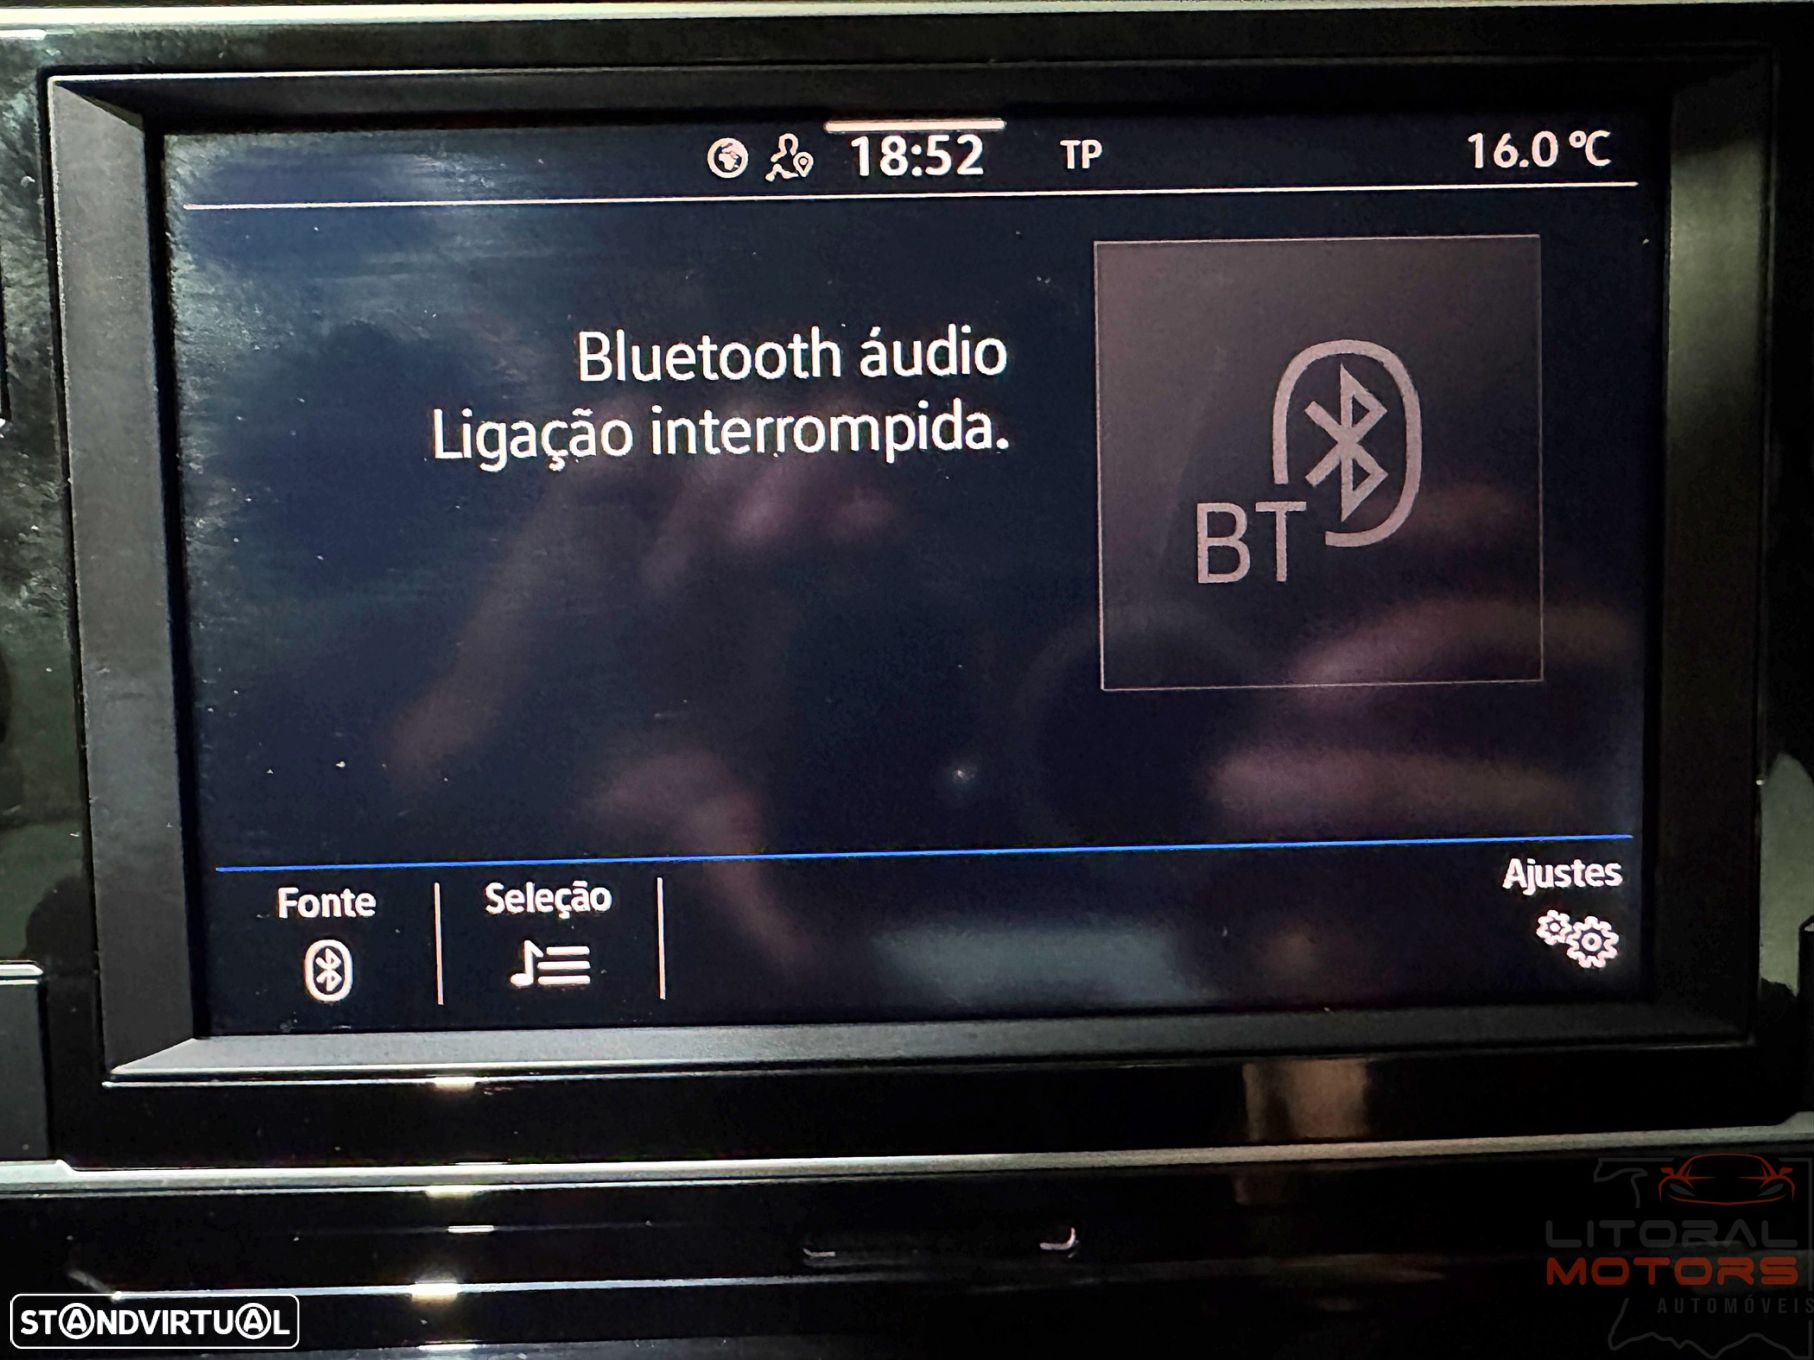 18:52
TP
16.0 °C
Bluetooth áudio
Ligação interrompida.
BT
Fonte
Seleção
Ajustes
STANDVIRTUAL
LITORAL
MOTORS
AUTOMÓVEIS